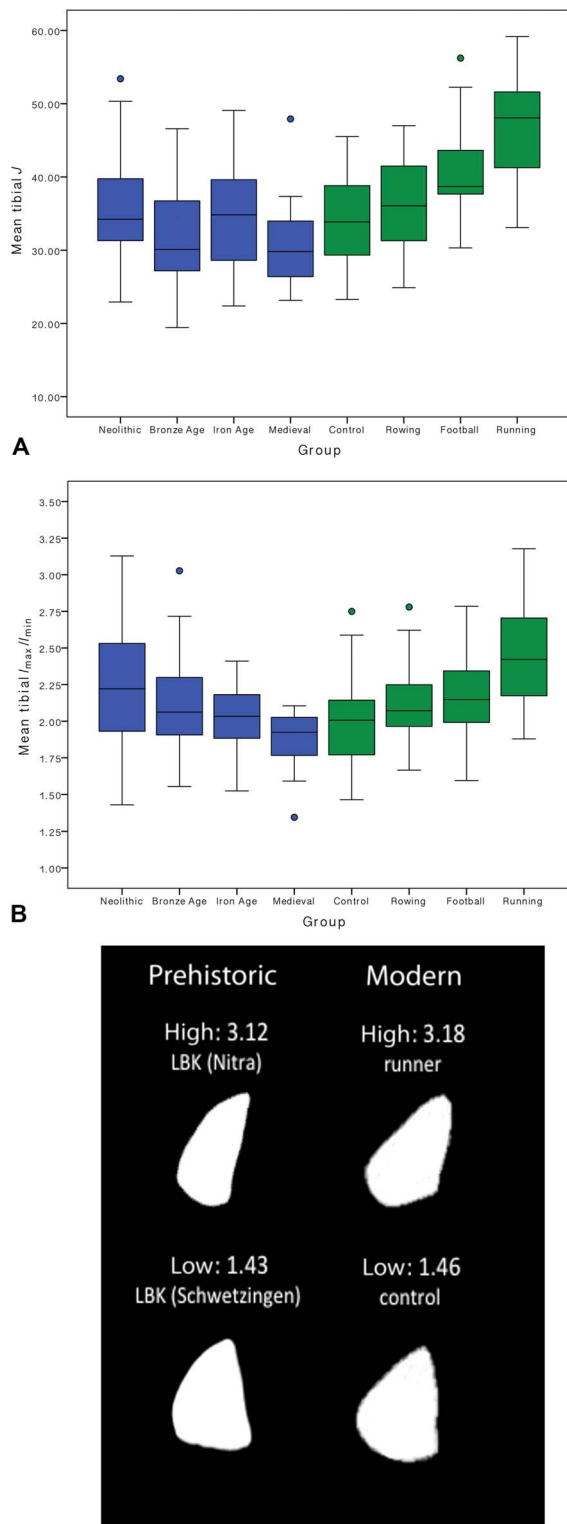 60.00
50.00
40.00
30.00
20.00
10.00
Mean tibial J
Neolithic Bronze Age Iron Age Medieval Control Rowing Football Running
Group
A
3.50
3.25
3.00
2.75
2.50
2.25
2.00
1.75
1.50
1.25
1.00
Mean tibial Imax/Imin
Neolithic Bronze Age Iron Age Medieval Control Rowing Football Running
Group
B
Prehistoric Modern
High: 3.12 High: 3.18
LBK (Nitra) runner
Low: 1.43 Low: 1.46
LBK (Schwetzingen) control